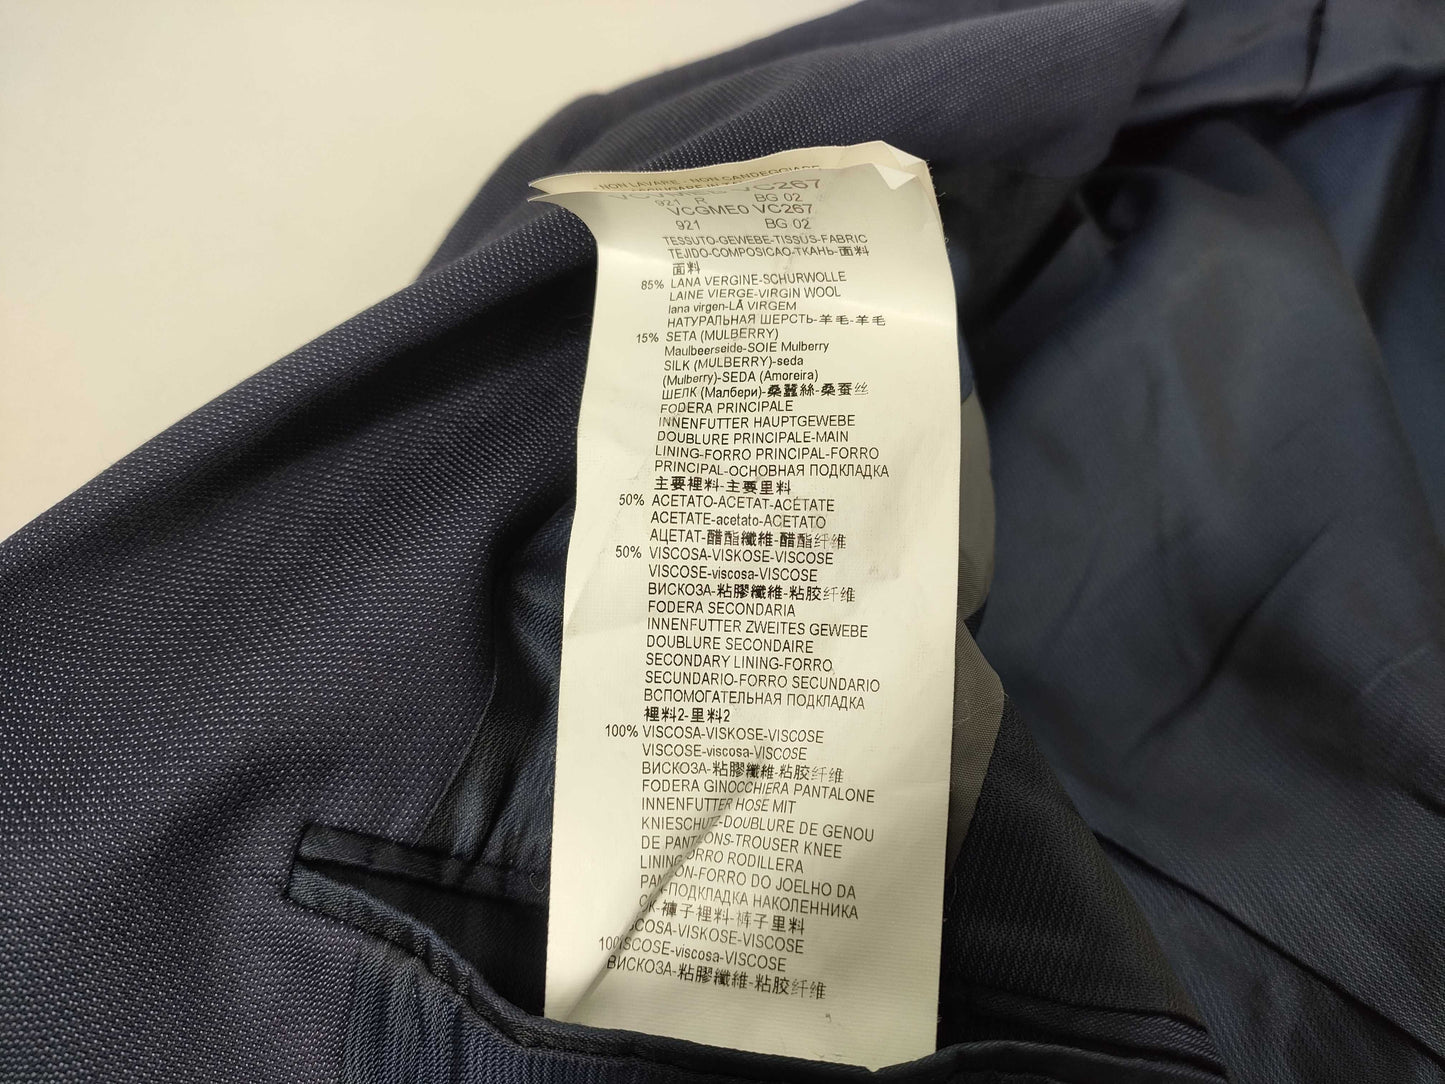 NON LAVARE - NON CANDEGGIARE
VC267
921 R BG 02
VCGME0 VC267
921 BG 02
TESSUTO-GEWEBE-TISSUS-FABRIC
TEJIDO-COMPOSICAO-ТКАНЬ-面料
面料
85% LANA VERGINE-SCHURWOLLE
LAINE VIERGE-VIRGIN WOOL
lana virgen-LÃ VIRGEM
НАТУРАЛЬНАЯ ШЕРСТЬ-羊毛-羊毛
15% SETA (MULBERRY)
Maulbeerseide-SOIE Mulberry
SILK (MULBERRY)-seda
(Mulberry)-SEDA (Amoreira)
ШЕЛК (Малбери)-桑蠶絲-桑蚕丝
FODERA PRINCIPALE
INNENFUTTER HAUPTGEWEBE
DOUBLURE PRINCIPALE-MAIN
LINING-FORRO PRINCIPAL-FORRO
PRINCIPAL-ОСНОВНАЯ ПОДКЛАДКА
主要裡料-主要里料
50% ACETATO-ACETAT-ACÉTATE
ACETATE-acetato-ACETATO
АЦЕТАТ-醋酯纖維-醋酯纤维
50% VISCOSA-VISKOSE-VISCOSE
VISCOSE-viscosa-VISCOSE
ВИСКОЗА-粘膠纖維-粘胶纤维
FODERA SECONDARIA
INNENFUTTER ZWEITES GEWEBE
DOUBLURE SECONDAIRE
SECONDARY LINING-FORRO
SECUNDARIO-FORRO SECUNDARIO
ВСПОМОГАТЕЛЬНАЯ ПОДКЛАДКА
裡料2-里料2
100% VISCOSA-VISKOSE-VISCOSE
VISCOSE-viscosa-VISCOSE
ВИСКОЗА-粘膠纖維-粘胶纤维
FODERA GINOCCHIERA PANTALONE
INNENFUTTER HOSE MIT
KNIESCHUTZ-DOUBLURE DE GENOU
DE PANTALONS-TROUSER KNEE
LINING-FORRO RODILLERA
PANTALON-FORRO DO JOELHO DA
ПОДКЛАДКА НАКОЛЕННИКА
褲子裡料-裤子里料
VISCOSA-VISKOSE-VISCOSE
100% VISCOSE-viscosa-VISCOSE
ВИСКОЗА-粘膠纖維-粘胶纤维